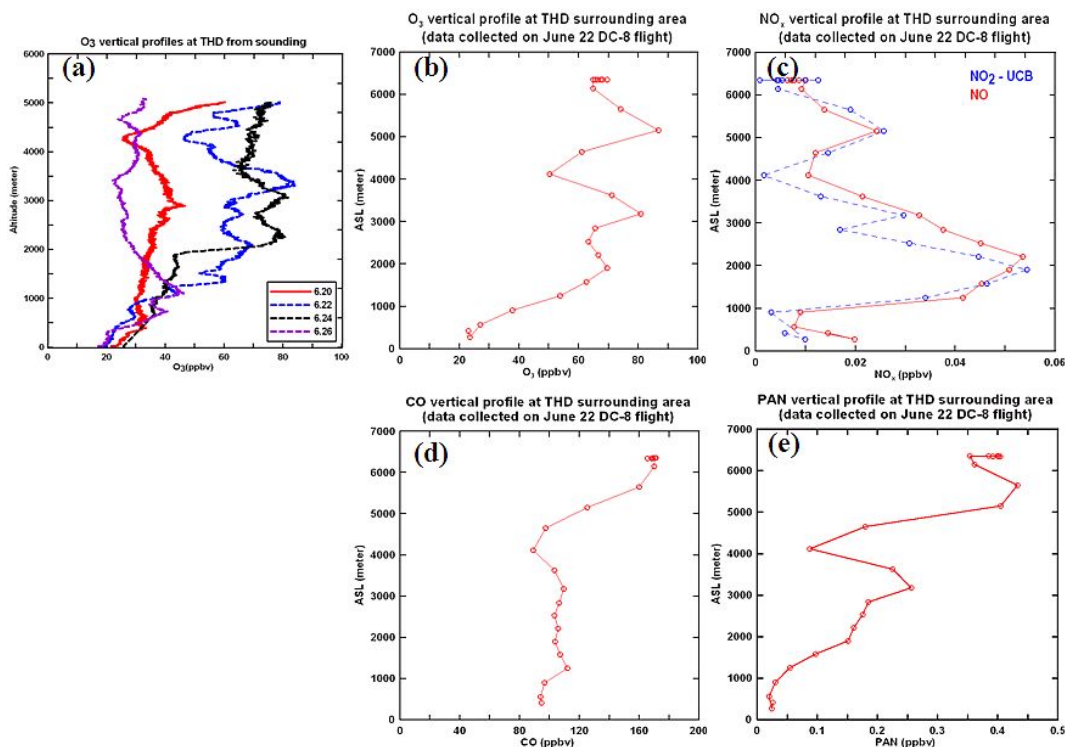 O3 vertical profiles at THD from sounding
(a)
6000
5000
4000
3000
2000
1000
0
Altitude (meter)
6.20
6.22
6.24
6.26
0 20 40 60 80 100
O₃(ppbv)
O₃ vertical profile at THD surrounding area
(data collected on June 22 DC-8 flight)
(b)
7000
6000
5000
4000
3000
2000
1000
0
ASL (meter)
0 20 40 60 80 100
O₃ (ppbv)
NOₓ vertical profile at THD surrounding area
(data collected on June 22 DC-8 flight)
(c)
NO₂ - UCB
NO
7000
6000
5000
4000
3000
2000
1000
0
ASL (meter)
0 0.02 0.04 0.06
NOₓ (ppbv)
CO vertical profile at THD surrounding area
(data collected on June 22 DC-8 flight)
(d)
7000
6000
5000
4000
3000
2000
1000
0
ASL (meter)
0 40 80 120 160 200
CO (ppbv)
PAN vertical profile at THD surrounding area
(data collected on June 22 DC-8 flight)
(e)
7000
6000
5000
4000
3000
2000
1000
0
ASL (meter)
0 0.1 0.2 0.3 0.4 0.5
PAN (ppbv)